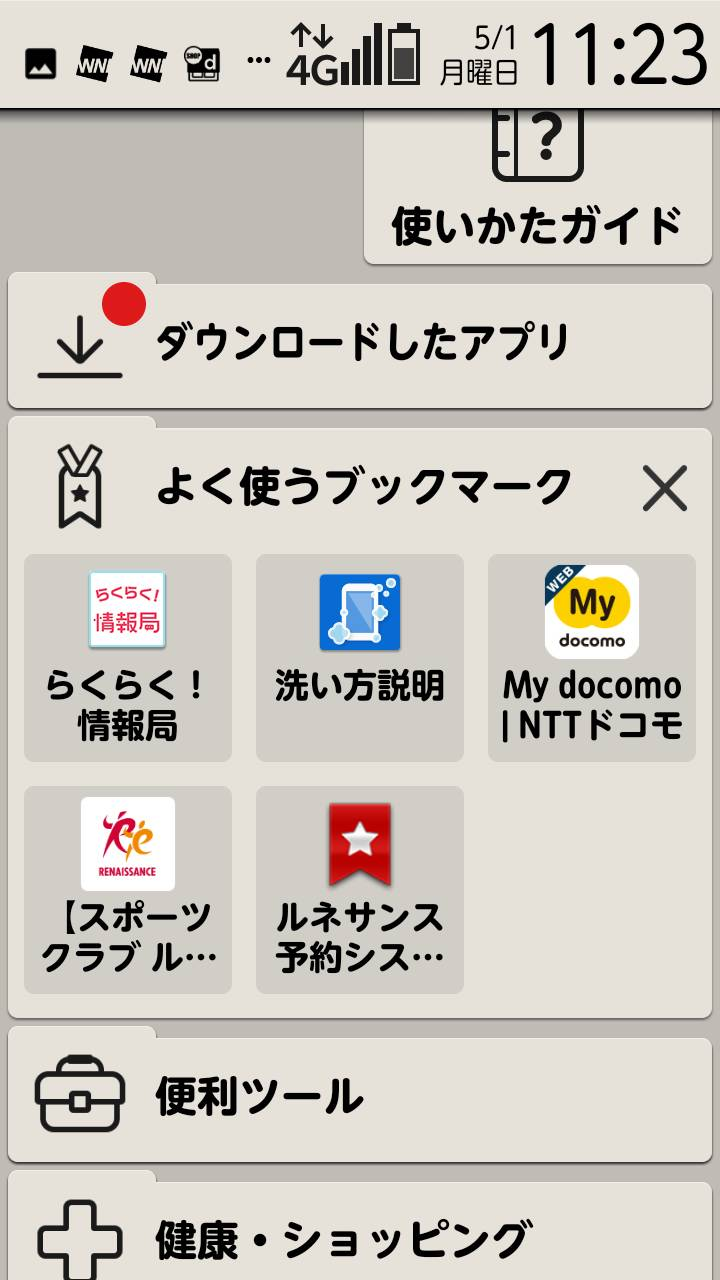 WN
WN
SHOP d
4G
5/1
月曜日
11:23
使いかたガイド
ダウンロードしたアプリ
よく使うブックマーク
らくらく!
情報局
らくらく！
情報局
洗い方説明
WEB
My
docomo
My docomo
| NTTドコモ
RENAISSANCE
【スポーツ
クラブ ル…
ルネサンス
予約シス…
便利ツール
健康・ショッピング